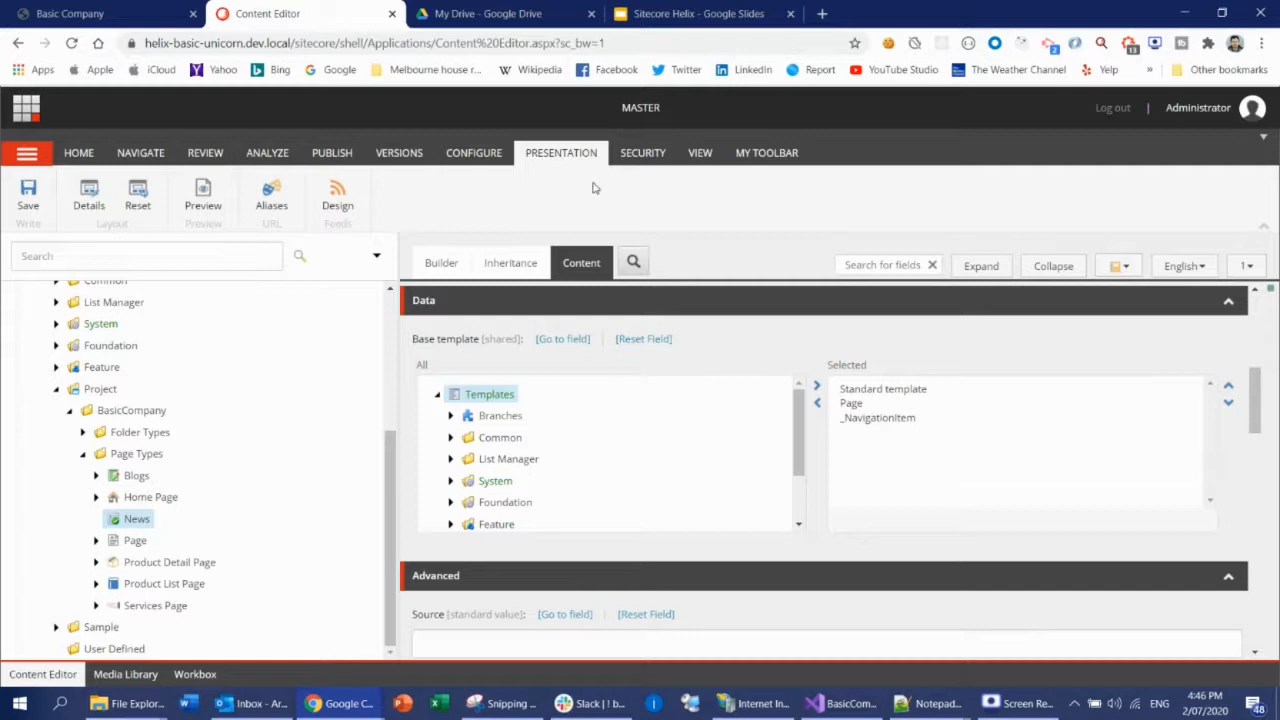 Basic Company
Content Editor
My Drive - Google Drive
Sitecore Helix - Google Slides
helix-basic-unicorn.dev.local/sitecore/shell/Applications/Content%20Editor.aspx?sc_bw=1
Apps
Apple
iCloud
Yahoo
Bing
Google
Melbourne house r...
Wikipedia
Facebook
Twitter
LinkedIn
Report
YouTube Studio
The Weather Channel
Yelp
»
Other bookmarks
MASTER
Log out | Administrator
HOME NAVIGATE REVIEW ANALYZE PUBLISH VERSIONS CONFIGURE PRESENTATION SECURITY VIEW MY TOOLBAR
Save Details Reset Preview Aliases Design
Write Layout Preview URL Feeds
Search
Builder Inheritance Content
Search for fields
Expand Collapse English 1
Common
List Manager
System
Foundation
Feature
Project
BasicCompany
Folder Types
Page Types
Blogs
Home Page
News
Page
Product Detail Page
Product List Page
Services Page
Sample
User Defined
Data
Base template [shared]: [Go to field] | [Reset Field]
All
Selected
Templates
Branches
Common
List Manager
System
Foundation
Feature
Standard template
Page
_NavigationItem
Advanced
Source [standard value]: [Go to field] | [Reset Field]
Content Editor Media Library Workbox
File Explor...
Inbox - Ar...
Google C...
Snipping ...
Slack | ! b...
Internet In...
BasicCom...
Notepad...
Screen Re...
ENG
4:46 PM
2/07/2020
48